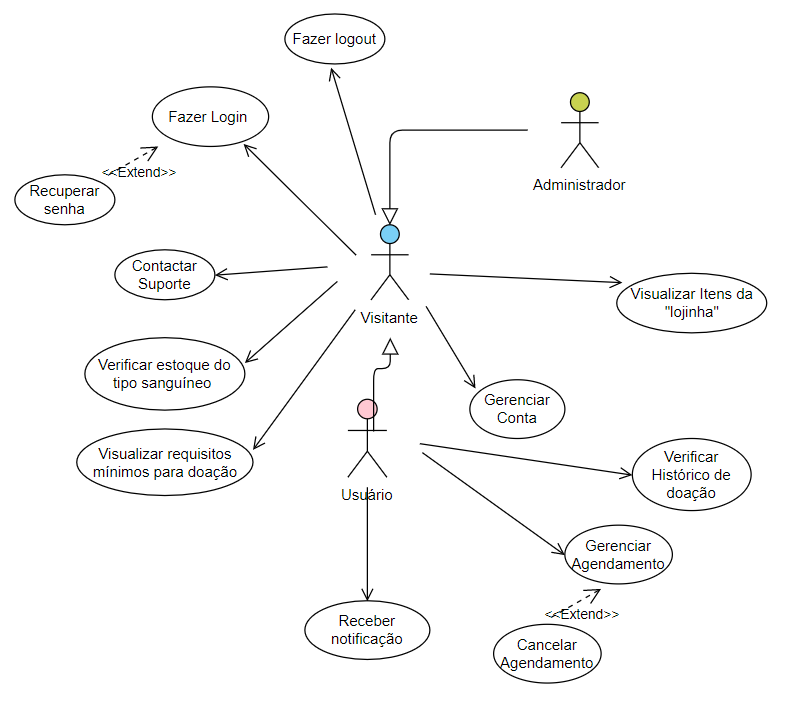 Fazer logout
Fazer Login
Administrador
<<Extend>>
Recuperar
senha
Contactar
Suporte
Visualizar Itens da
"lojinha"
Visitante
Verificar estoque do
tipo sanguíneo
Gerenciar
Conta
Visualizar requisitos
mínimos para doação
Verificar
Histórico de
doação
Usuário
Gerenciar
Agendamento
<<Extend>>
Receber
notificação
Cancelar
Agendamento